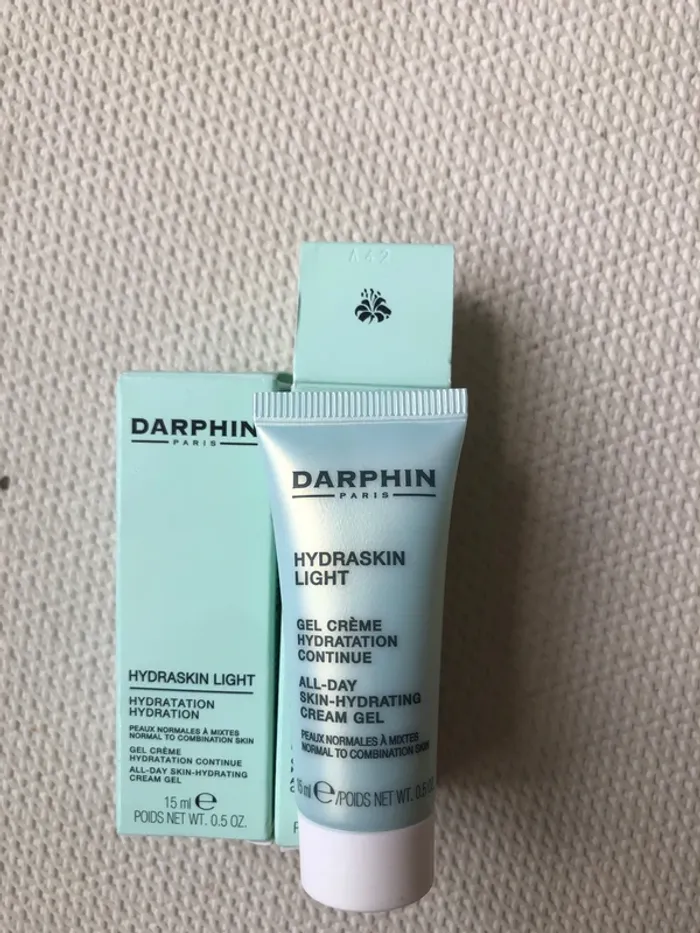 A62
DARPHIN
PARIS
HYDRASKIN LIGHT
HYDRATATION
HYDRATION
PEAUX NORMALES À MIXTES
NORMAL TO COMBINATION SKIN
GEL CRÈME
HYDRATATION CONTINUE
ALL-DAY SKIN-HYDRATING
CREAM GEL
15 ml e
POIDS NET WT. 0.5 OZ.
DARPHIN
PARIS
HYDRASKIN
LIGHT
GEL CRÈME
HYDRATATION
CONTINUE
ALL-DAY
SKIN-HYDRATING
CREAM GEL
PEAUX NORMALES À MIXTES
NORMAL TO COMBINATION SKIN
15 ml e/POIDS NET WT. 0.5 OZ